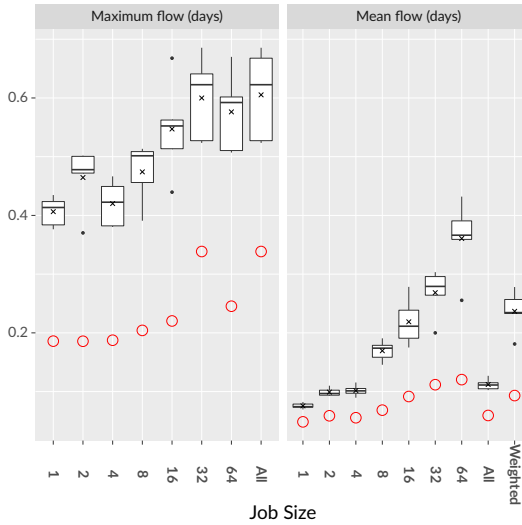 Maximum flow (days) Mean flow (days)
0.6
0.4
0.2
1 2 4 8 16 32 64 All 1 2 4 8 16 32 64 All Weighted
Job Size